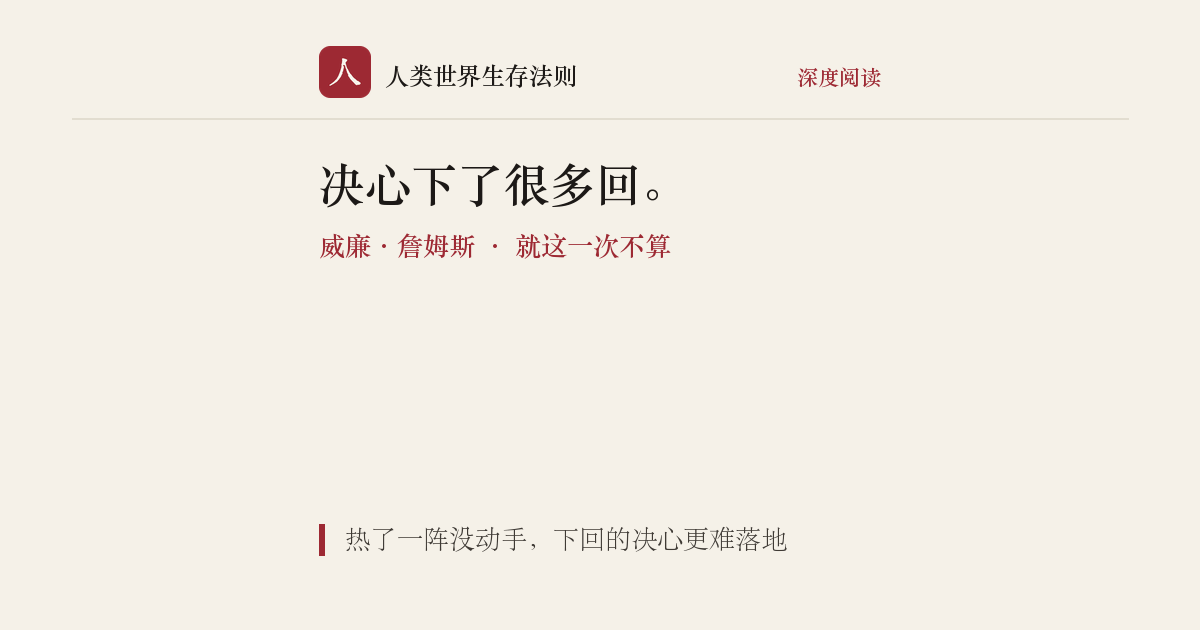 人
人类世界生存法则
深度阅读
决心下了很多回。
威廉·詹姆斯 · 就这一次不算
热了一阵没动手，下回的决心更难落地